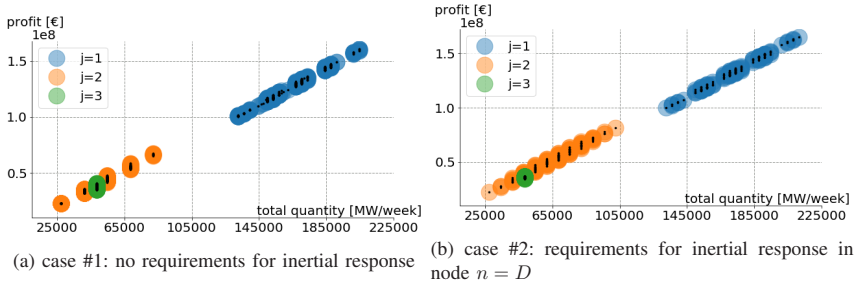 profit [€]
1e8
j=1
j=2
j=3
1.5
1.0
0.5
total quantity [MW/week]
25000 65000 105000 145000 185000 225000
(a) case #1: no requirements for inertial response
profit [€]
1e8
j=1
j=2
j=3
1.5
1.0
0.5
total quantity [MW/week]
25000 65000 105000 145000 185000 225000
(b) case #2: requirements for inertial response in
node n = D